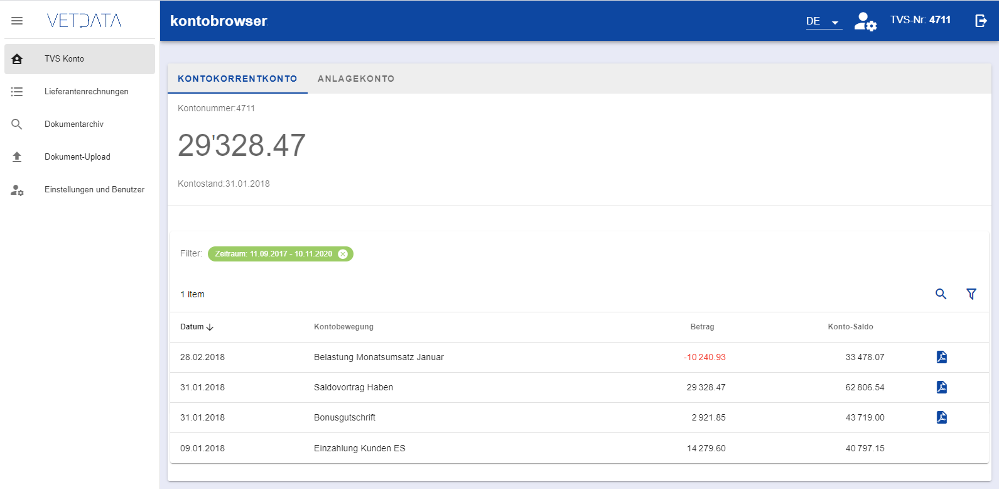 VETDATA
kontobrowser.
DE
TVS-Nr: 4711
TVS Konto
Lieferantenrechnungen
Dokumentarchiv
Dokument-Upload
Einstellungen und Benutzer
KONTOKORRENTKONTO ANLAGEKONTO
Kontonummer:4711
29'328.47
Kontostand:31.01.2018
Filter: Zeitraum: 11.09.2017 - 10.11.2020
1 item
Datum Kontobewegung Betrag Konto-Saldo
28.02.2018 Belastung Monatsumsatz Januar -10 240.93 33 478.07
31.01.2018 Saldovortrag Haben 29 328.47 62 806.54
31.01.2018 Bonusgutschrift 2 921.85 43 719.00
09.01.2018 Einzahlung Kunden ES 14 279.60 40 797.15